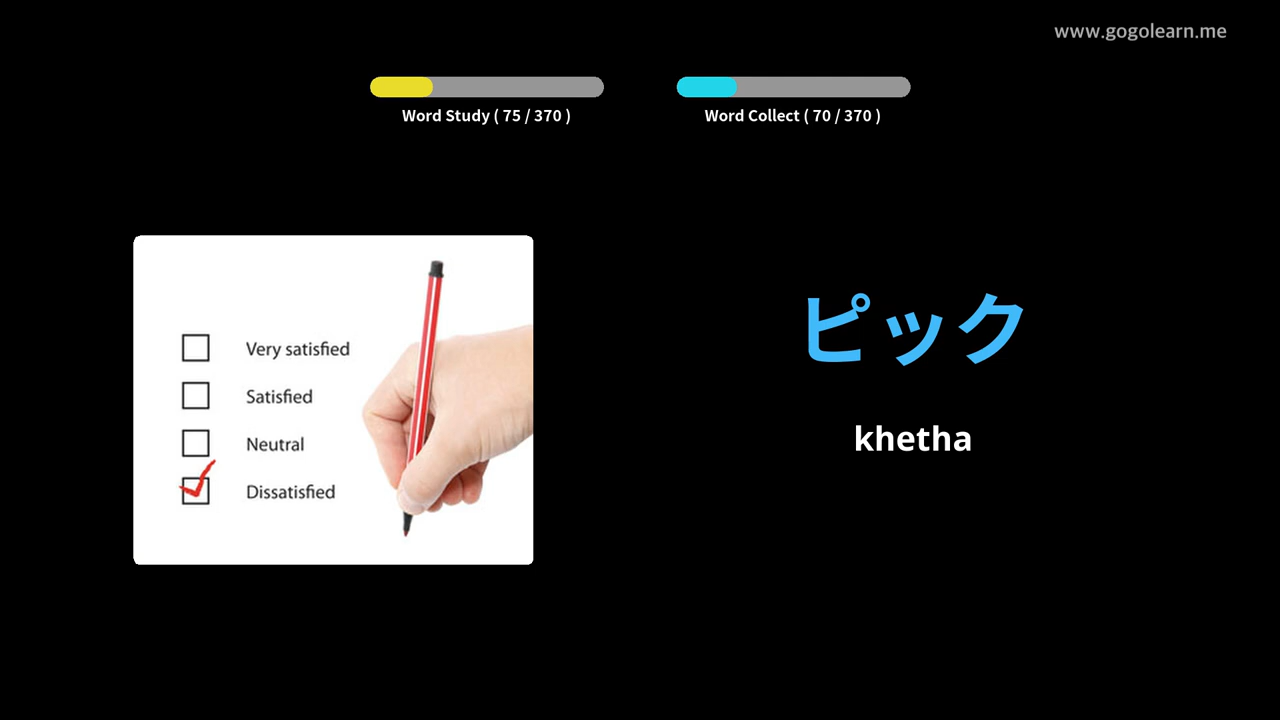 www.gogolearn.me
Word Study ( 75 / 370 )
Word Collect ( 70 / 370 )
Very satisfied
Satisfied
Neutral
Dissatisfied
ピック
khetha